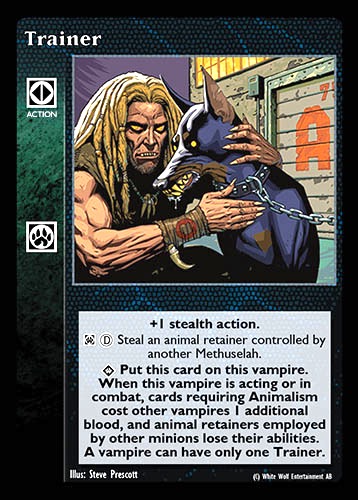 Trainer
ACTION
7
A
+1 stealth action.
D Steal an animal retainer controlled by
another Methuselah.
Put this card on this vampire.
When this vampire is acting or in
combat, cards requiring Animalism
cost other vampires 1 additional
blood, and animal retainers employed
by other minions lose their abilities.
A vampire can have only one Trainer.
Illus: Steve Prescott
(C) White Wolf Entertainment AB